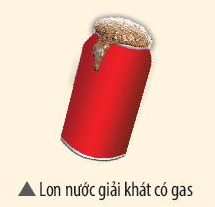 ▲ Lon nước giải khát có gas